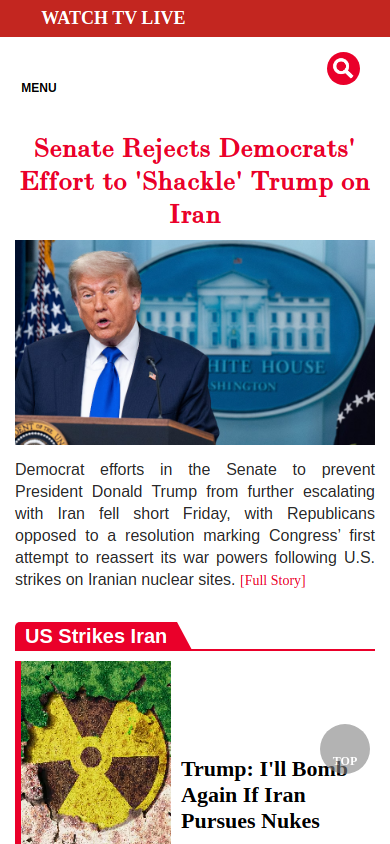 WATCH TV LIVE
MENU
Senate Rejects Democrats'
Effort to 'Shackle' Trump on
Iran
WHITE HOUSE
WASHINGTON
Democrat efforts in the Senate to prevent
President Donald Trump from further escalating
with Iran fell short Friday, with Republicans
opposed to a resolution marking Congress’ first
attempt to reassert its war powers following U.S.
strikes on Iranian nuclear sites. [Full Story]
US Strikes Iran
TOP
Trump: I'll Bomb
Again If Iran
Pursues Nukes